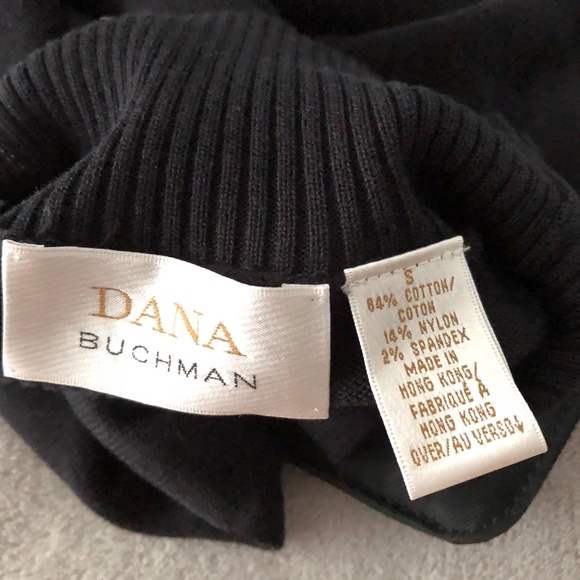 DANA
BUCHMAN
S
84% COTTON/
COTON
14% NYLON
2% SPANDEX
MADE IN
HONG KONG/
FABRIQUÉ À
HONG KONG
OVER/AU VERSO↓